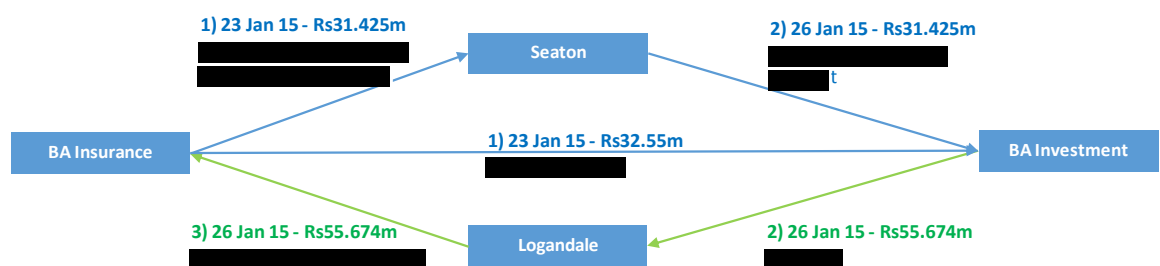 1) 23 Jan 15 - Rs31.425m
2) 26 Jan 15 - Rs31.425m
Seaton
t
1) 23 Jan 15 - Rs32.55m
BA Insurance
BA Investment
3) 26 Jan 15 - Rs55.674m
Logandale
2) 26 Jan 15 - Rs55.674m